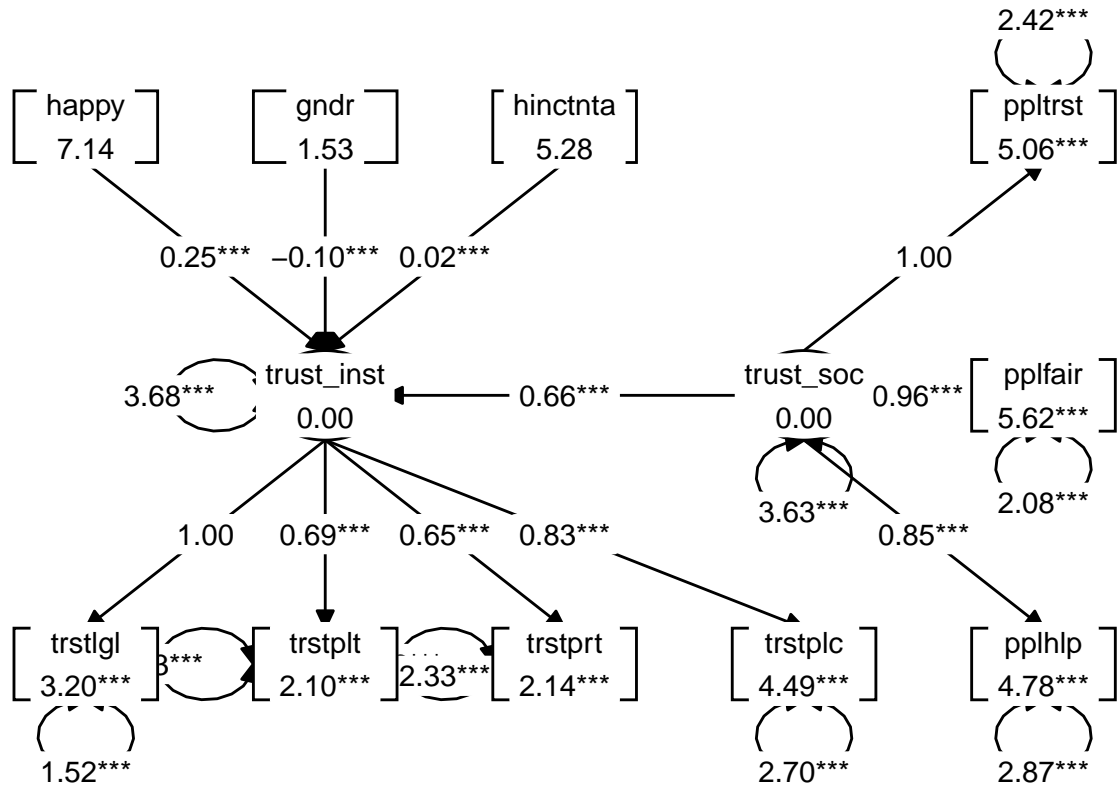 2.42***
happy
7.14
gndr
1.53
hinctnta
5.28
ppltrst
5.06***
0.25***
−0.10***
0.02***
1.00
3.68***
trust_inst
0.00
0.66***
trust_soc
0.00
0.96***
pplfair
5.62***
3.63***
2.08***
1.00
0.69***
0.65***
0.83***
0.85***
trstlgl
3.20***
3***
trstplt
2.10***
2.33***
trstprt
2.14***
trstplc
4.49***
pplhlp
4.78***
1.52***
2.70***
2.87***